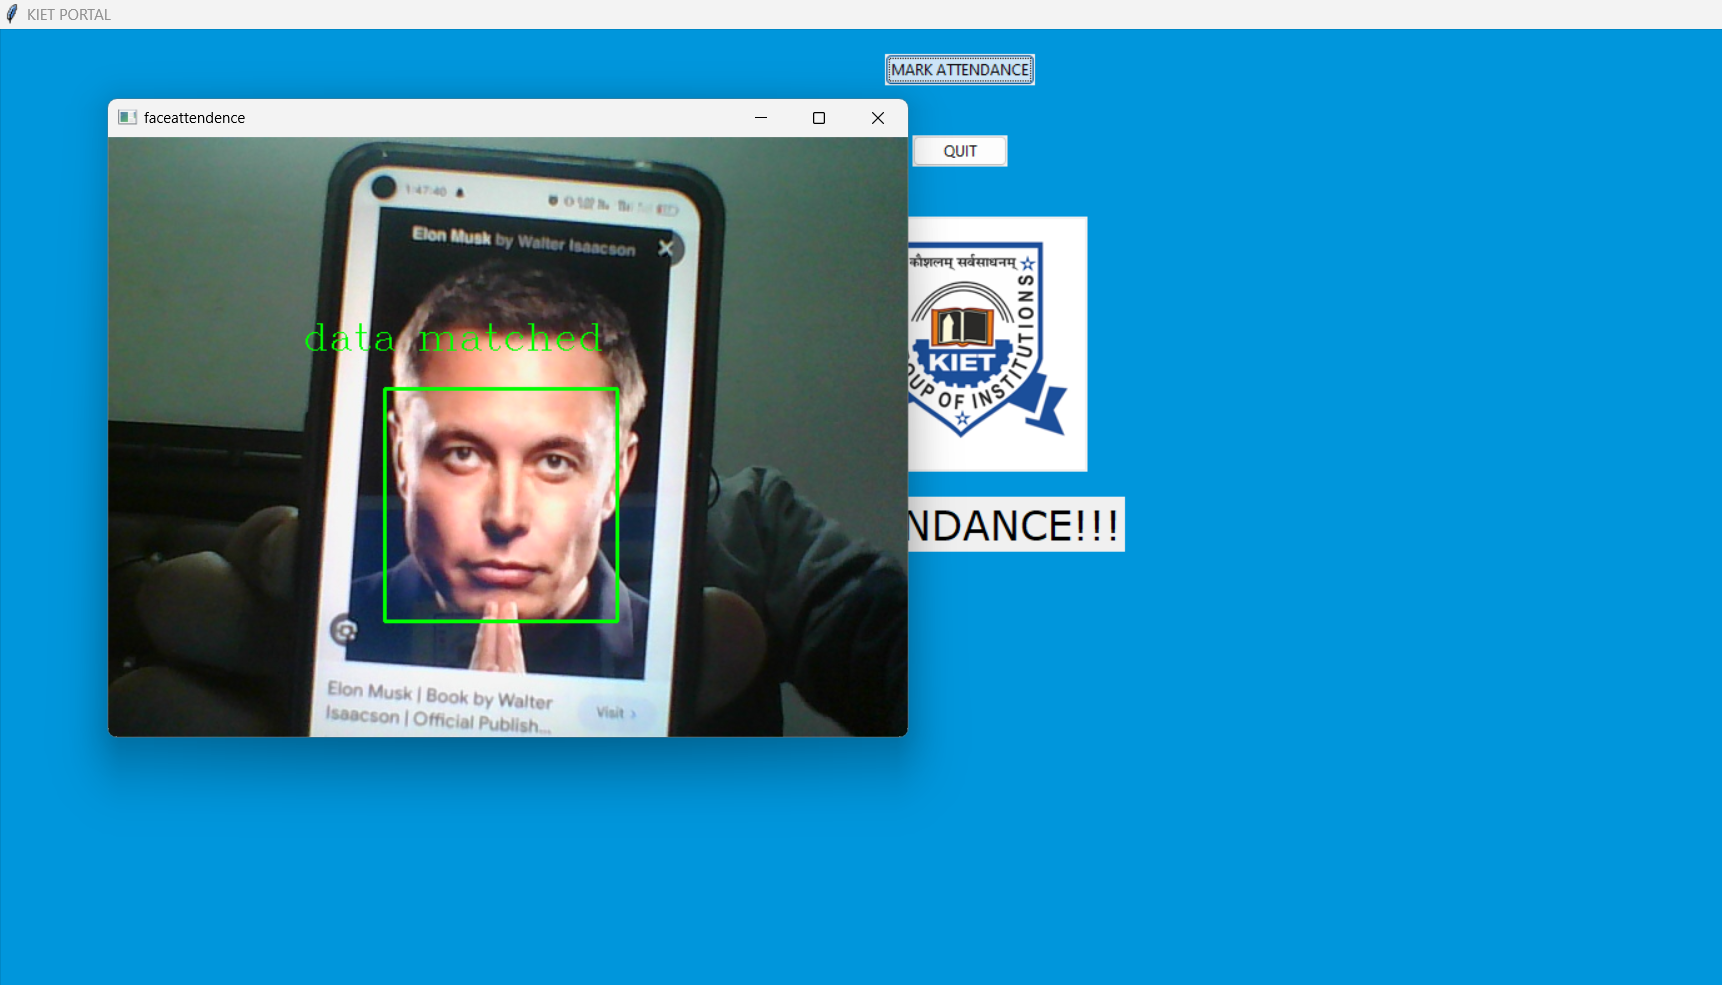 KIET PORTAL
MARK ATTENDANCE
faceattendence
QUIT
1:47:40
Elon Musk by Walter Isaacson
data matched
कौशलम् सर्वसाधनम्
KIET
OUP OF INSTITUTIONS
NDANCE!!!
Elon Musk | Book by Walter
Isaacson | Official Publish...
Visit >